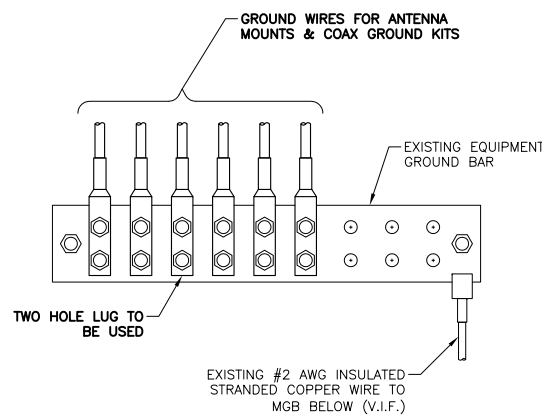 GROUND WIRES FOR ANTENNA
MOUNTS & COAX GROUND KITS
EXISTING EQUIPMENT
GROUND BAR
TWO HOLE LUG TO
BE USED
EXISTING #2 AWG INSULATED
STRANDED COPPER WIRE TO
MGB BELOW (V.I.F.)